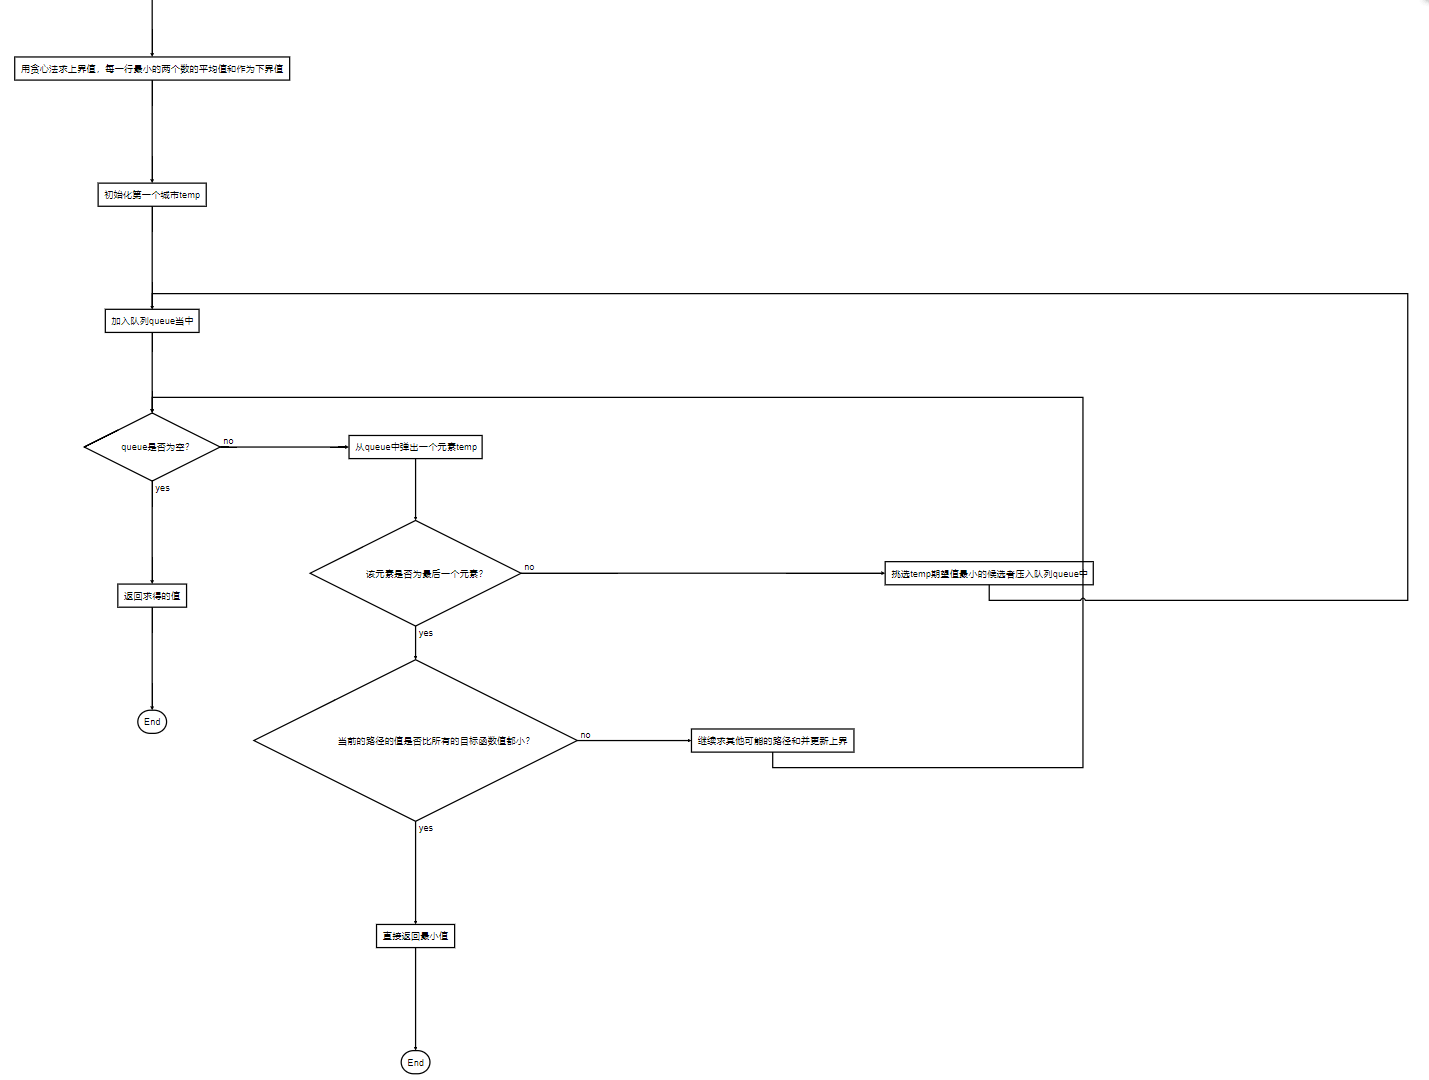 用贪心法求上界值，每一行最小的两个数的平均值和作为下界值
初始化第一个城市temp
加入队列queue当中
queue是否为空?
no
从queue中弹出一个元素temp
yes
该元素是否为最后一个元素?
no
挑选temp期望值最小的候选者压入队列queue中
返回求得的值
yes
End
当前的路径的值是否比所有的目标函数值都小?
no
继续求其他可能的路径和并更新上界
yes
直接返回最小值
End